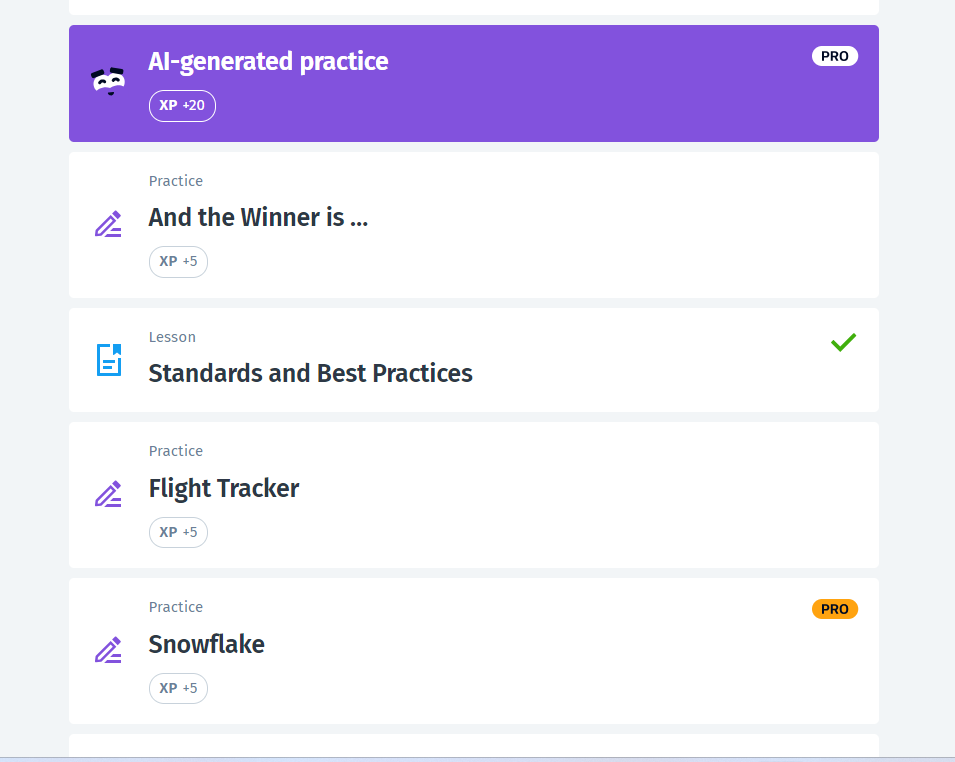 AI-generated practice
PRO
XP +20
Practice
And the Winner is ...
XP +5
Lesson
Standards and Best Practices
Practice
Flight Tracker
XP +5
Practice
PRO
Snowflake
XP +5